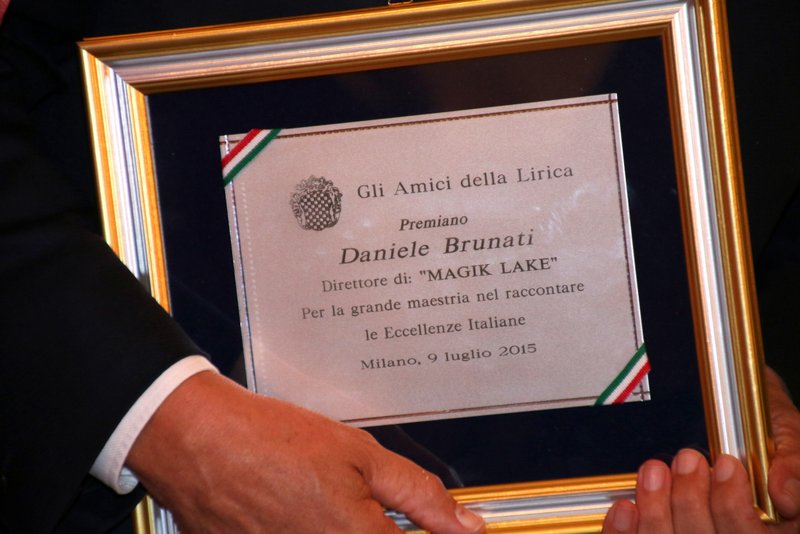 Gli Amici della Lirica
Premiano
Daniele Brunati
Direttore di: "MAGIK LAKE"
Per la grande maestria nel raccontare
le Eccellenze Italiane
Milano, 9 luglio 2015